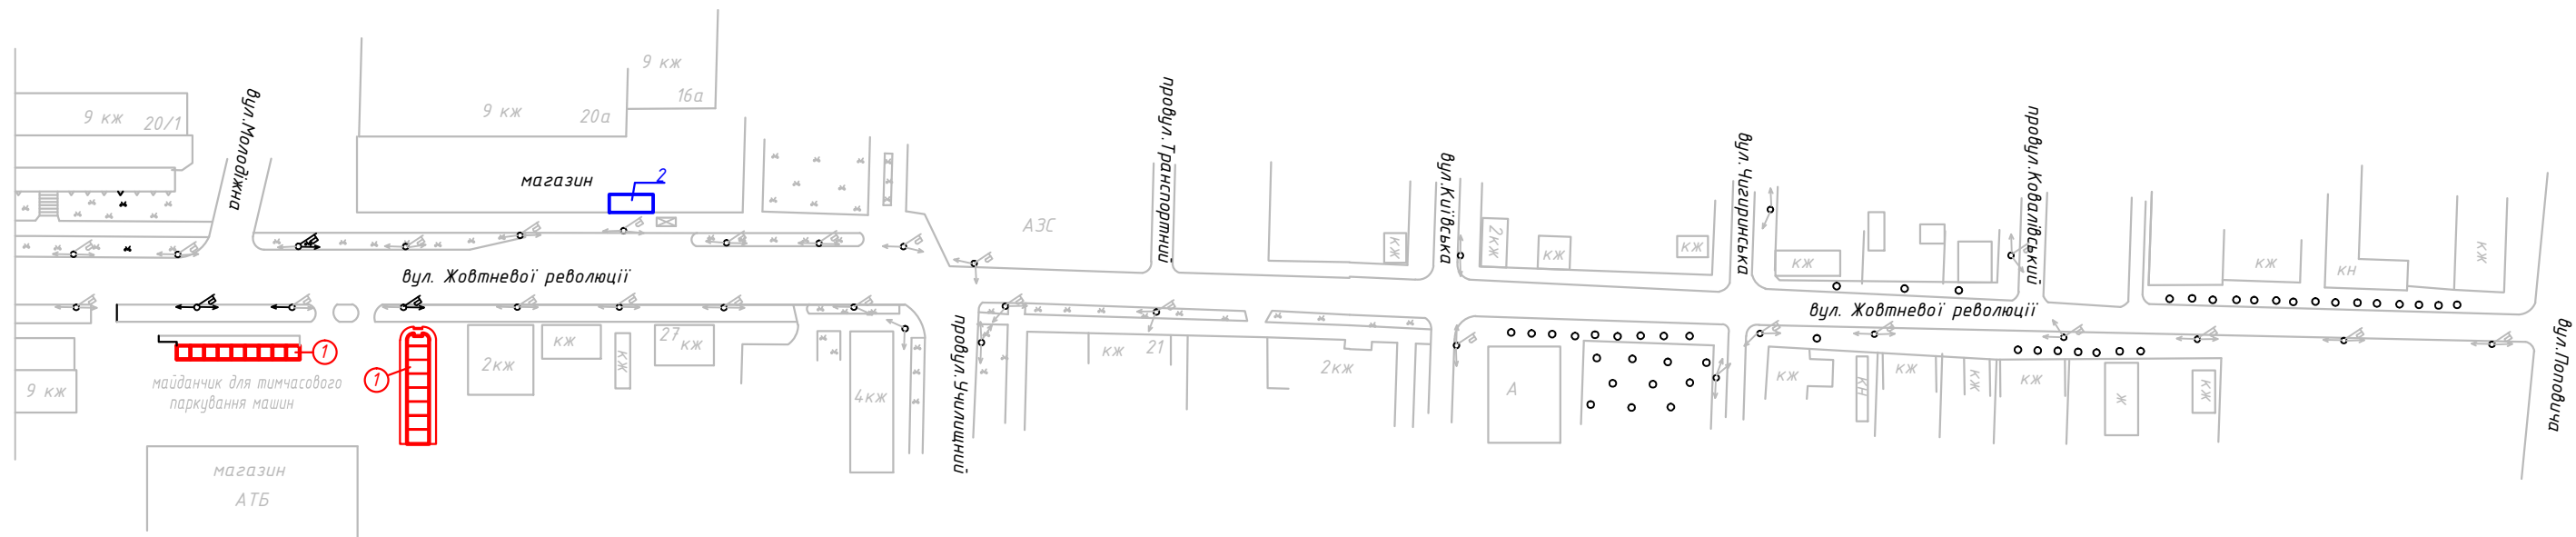 9 кж
20/1
вул.Молодіжна
9 кж
20а
9 кж
16а
магазин
2
вул. Жовтневої революції
АЗС
провул.Транспортний
вул.Київська
кж
2кж
кж
кж
вул.Чигиринська
кж
провул.Ковалівський
кж
кн
кж
вул. Жовтневої революції
вул.Поповича
9 кж
1
майданчик для тимчасового
паркування машин
магазин
АТБ
1
2кж
кж
кж
27
кж
4кж
провул.Училищний
кж
21
2кж
А
кж
кн
кж
кж
кж
ж
кж